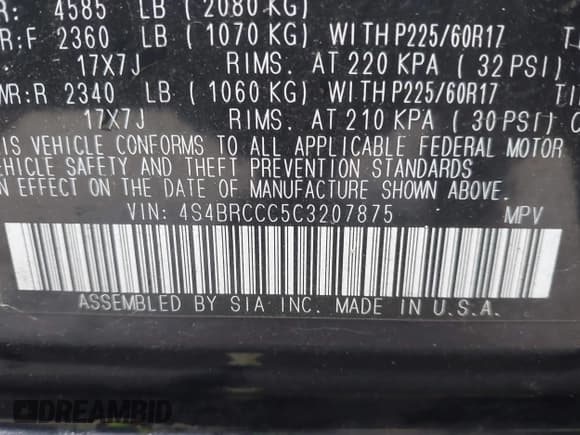 R: 4585 LB ( 2080 KG)
R:F 2360 LB ( 1070 KG) WITH P225/60R17
17X7J RIMS. AT 220 KPA ( 32 PSI)
WR:R 2340 LB ( 1060 KG) WITH P225/60R17
17X7J RIMS. AT 210 KPA ( 30 PSI) C
IS VEHICLE CONFORMS TO ALL APPLICABLE FEDERAL MOTOR
EHICLE SAFETY AND THEFT PREVENTION STANDARDS
N EFFECT ON THE DATE OF MANUFACTURE SHOWN ABOVE.
VIN: 4S4BRCCC5C3207875 MPV
ASSEMBLED BY SIA INC. MADE IN U.S.A.
DREAMBID